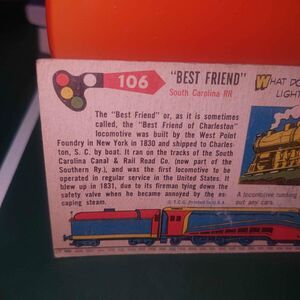 106
"BEST FRIEND"
South Carolina RR
The "Best Friend" or, as it is sometimes
called, the "Best Friend of Charleston"
locomotive was built by the West Point
Foundry in New York in 1830 and shipped to Charles-
ton, S. C. by boat. It ran on the tracks of the South
Carolina Canal & Rail Road Co. (now part of the
Southern Ry.), and was the first locomotive to be
operated in regular service in the United States. It
blew up in 1831, due to its fireman tying down the
safety valve when he became annoyed by the es-
caping steam.
© T.C.G. Printed in U.S.A.
WHAT DO
LIGHT
A locomotive running
out any cars.